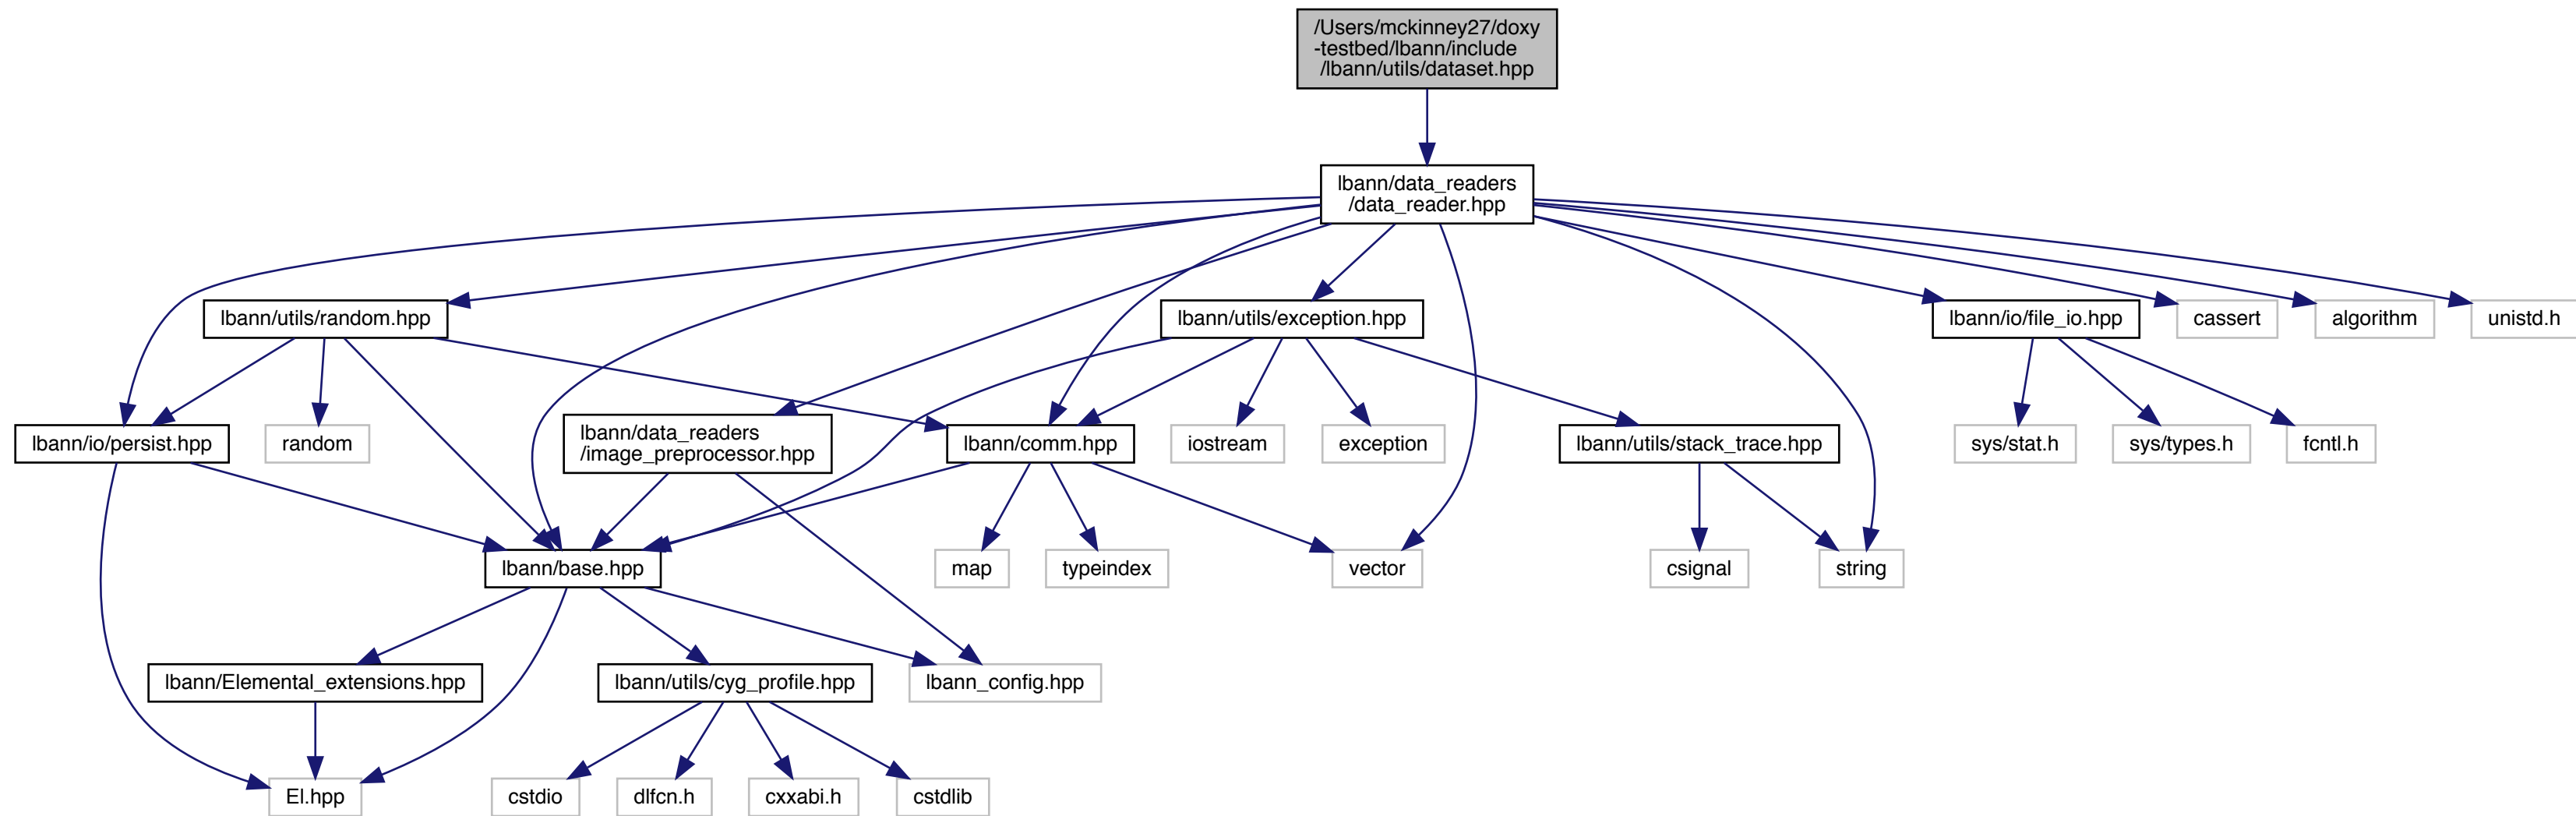 /Users/mckinney27/doxy
-testbed/lbann/include
/lbann/utils/dataset.hpp
lbann/data_readers
/data_reader.hpp
lbann/utils/random.hpp
lbann/utils/exception.hpp
lbann/io/file_io.hpp
cassert
algorithm
unistd.h
lbann/io/persist.hpp
random
lbann/data_readers
/image_preprocessor.hpp
lbann/comm.hpp
iostream
exception
lbann/utils/stack_trace.hpp
sys/stat.h
sys/types.h
fcntl.h
lbann/base.hpp
map
typeindex
vector
csignal
string
lbann/Elemental_extensions.hpp
lbann/utils/cyg_profile.hpp
lbann_config.hpp
El.hpp
cstdio
dlfcn.h
cxxabi.h
cstdlib